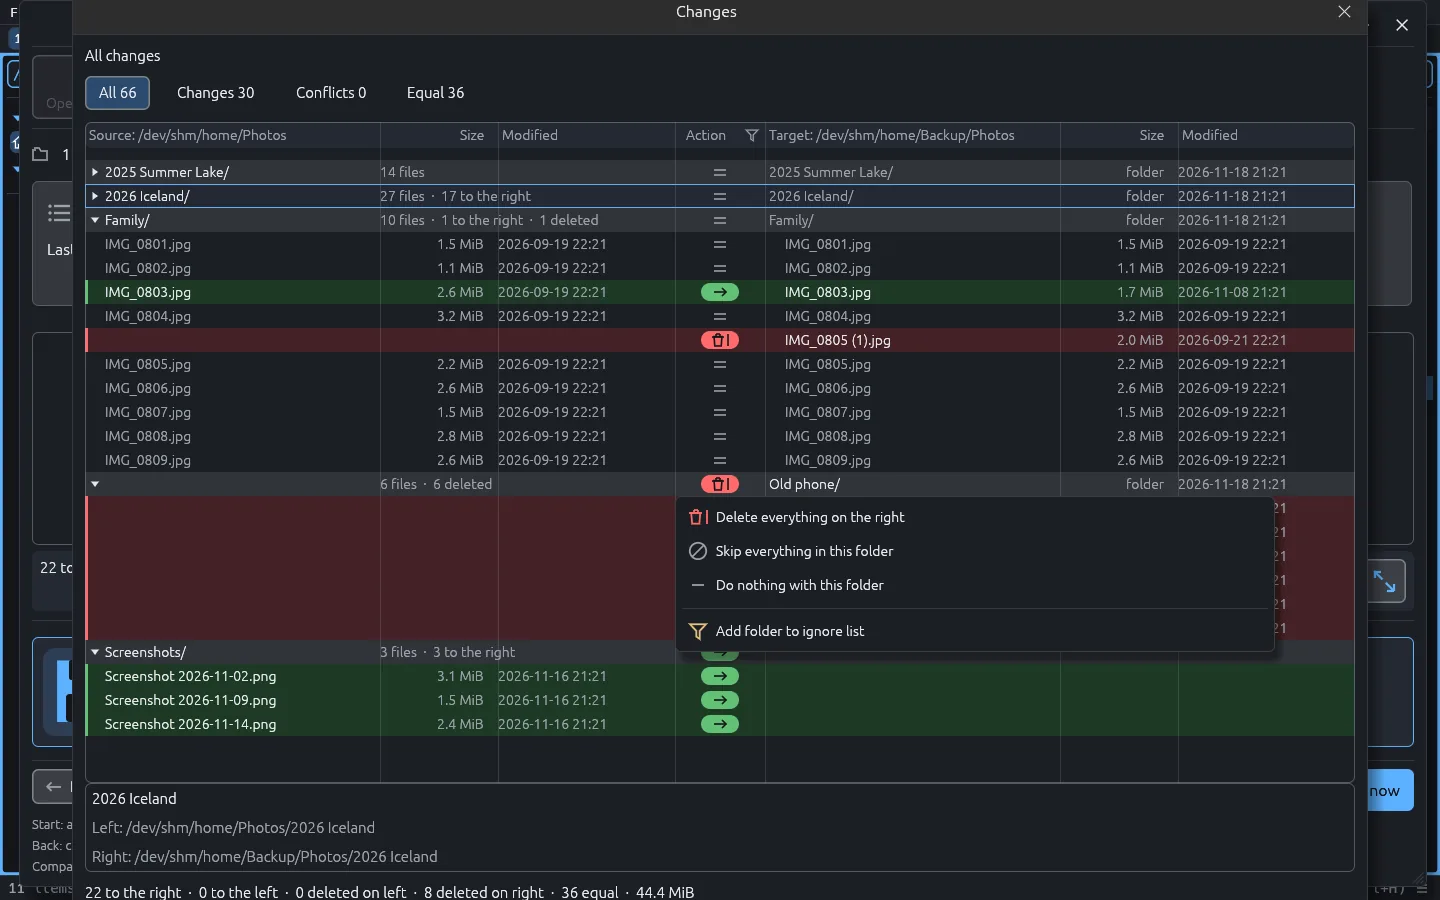 F
Changes
1
All changes
All 66
Changes 30
Conflicts 0
Equal 36
Ope
Source: /dev/shm/home/Photos Size Modified Action Target: /dev/shm/home/Backup/Photos Size Modified
1
2025 Summer Lake/ 14 files = 2025 Summer Lake/ folder 2026-11-18 21:21
2026 Iceland/ 27 files · 17 to the right = 2026 Iceland/ folder 2026-11-18 21:21
Family/ 10 files · 1 to the right · 1 deleted = Family/ folder 2026-11-18 21:21
IMG_0801.jpg 1.5 MiB 2026-09-19 22:21 = IMG_0801.jpg 1.5 MiB 2026-09-19 22:21
Last
IMG_0802.jpg 1.1 MiB 2026-09-19 22:21 = IMG_0802.jpg 1.1 MiB 2026-09-19 22:21
IMG_0803.jpg 2.6 MiB 2026-09-19 22:21 → IMG_0803.jpg 1.7 MiB 2026-11-08 21:21
IMG_0804.jpg 3.2 MiB 2026-09-19 22:21 = IMG_0804.jpg 3.2 MiB 2026-09-19 22:21
IMG_0805 (1).jpg 2.0 MiB 2026-09-21 22:21
IMG_0805.jpg 2.2 MiB 2026-09-19 22:21 = IMG_0805.jpg 2.2 MiB 2026-09-19 22:21
IMG_0806.jpg 2.6 MiB 2026-09-19 22:21 = IMG_0806.jpg 2.6 MiB 2026-09-19 22:21
IMG_0807.jpg 1.5 MiB 2026-09-19 22:21 = IMG_0807.jpg 1.5 MiB 2026-09-19 22:21
IMG_0808.jpg 2.8 MiB 2026-09-19 22:21 = IMG_0808.jpg 2.8 MiB 2026-09-19 22:21
IMG_0809.jpg 2.6 MiB 2026-09-19 22:21 = IMG_0809.jpg 2.6 MiB 2026-09-19 22:21
6 files · 6 deleted Old phone/ folder 2026-11-18 21:21
21
Delete everything on the right
21
Skip everything in this folder
21
22 to
21
Do nothing with this folder
21
Add folder to ignore list
21
Screenshots/ 3 files · 3 to the right →
Screenshot 2026-11-02.png 3.1 MiB 2026-11-16 21:21 →
Screenshot 2026-11-09.png 1.5 MiB 2026-11-16 21:21 →
Screenshot 2026-11-14.png 2.4 MiB 2026-11-16 21:21 →
now
2026 Iceland
Start: a
Left: /dev/shm/home/Photos/2026 Iceland
Back: c
Right: /dev/shm/home/Backup/Photos/2026 Iceland
Compa
11 items
22 to the right · 0 to the left · 0 deleted on left · 8 deleted on right · 36 equal · 44.4 MiB